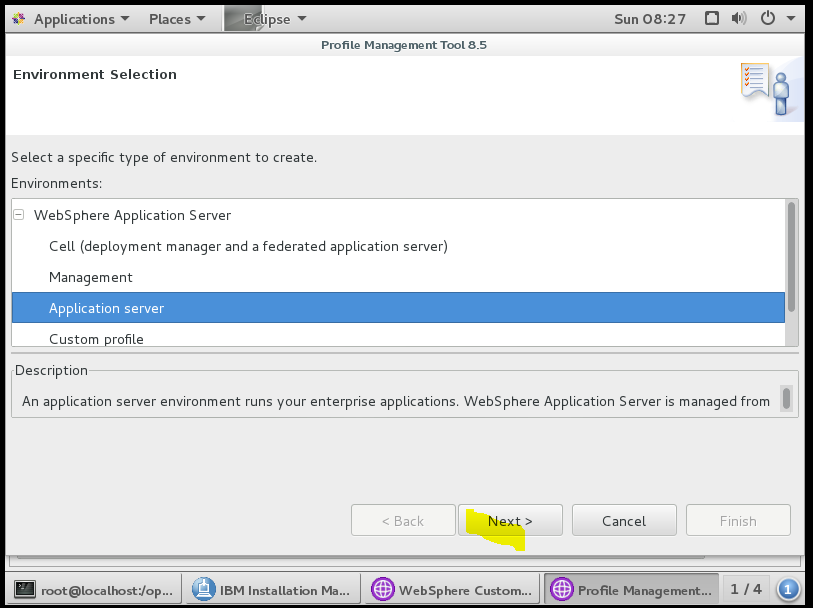 Applications Places Eclipse Sun 08:27
Profile Management Tool 8.5
Environment Selection
Select a specific type of environment to create.
Environments:
WebSphere Application Server
Cell (deployment manager and a federated application server)
Management
Application server
Custom profile
Description
An application server environment runs your enterprise applications. WebSphere Application Server is managed from
< Back Next > Cancel Finish
root@localhost:/op... IBM Installation Ma... WebSphere Custom... Profile Management... 1 / 4 1